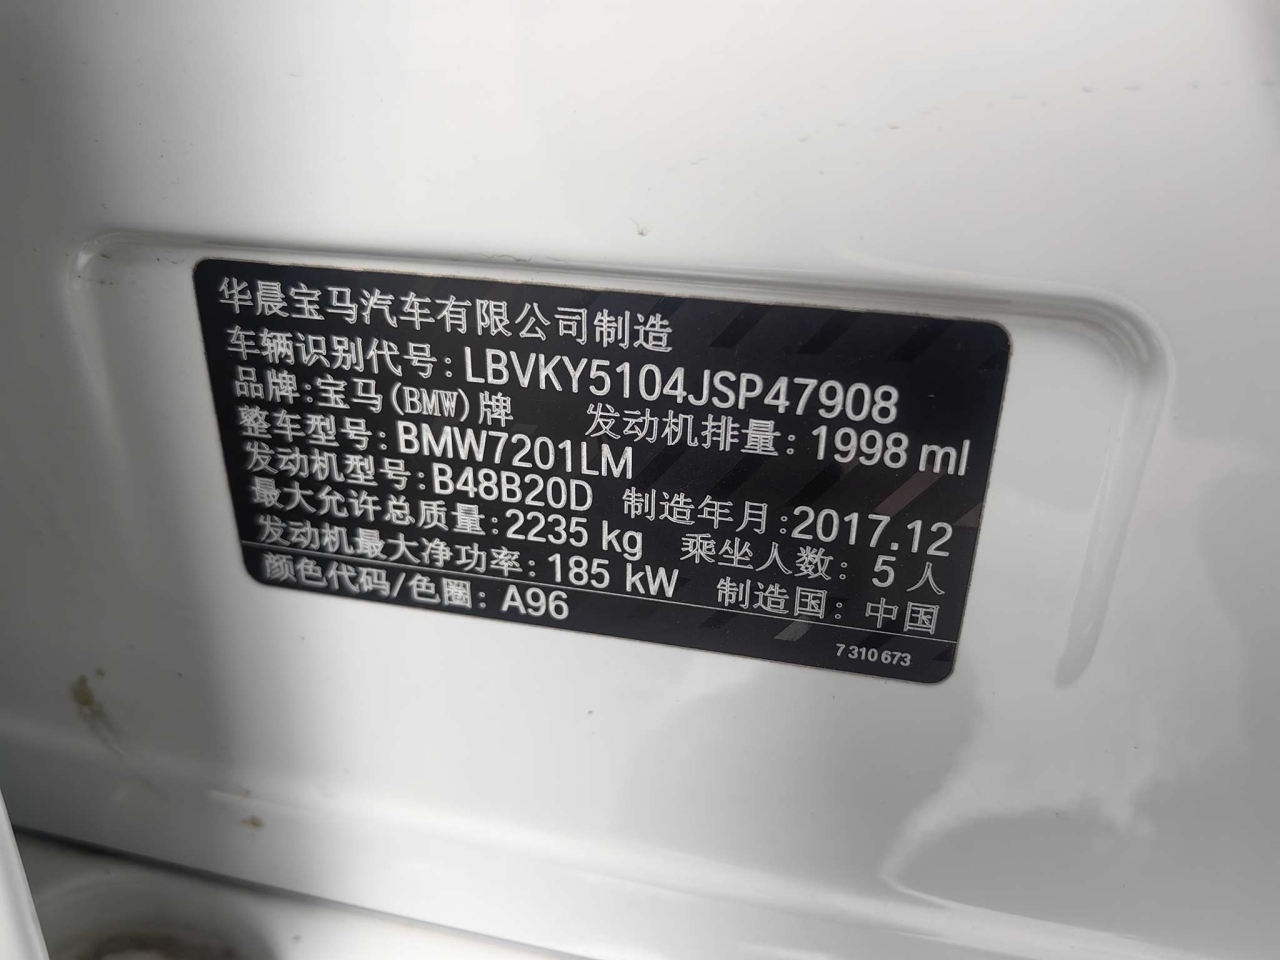 华晨宝马汽车有限公司制造
车辆识别代号:LBVKY5104JSP47908
品牌:宝马(BMW)牌 发动机排量:1998 ml
整车型号:BMW7201LM
发动机型号:B48B20D 制造年月:2017.12
最大允许总质量:2235 kg 乘坐人数:5人
发动机最大净功率:185 kW 制造国:中国
颜色代码/色圈:A96
7 310 673